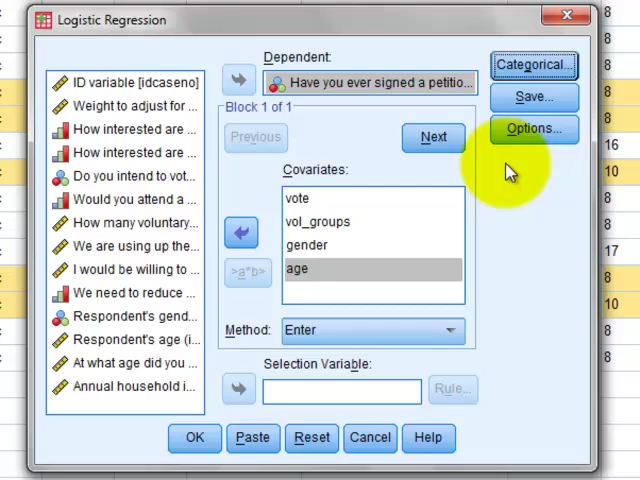 Logistic Regression
Dependent:
Have you ever signed a petitio...
Block 1 of 1
Previous
Next
Covariates:
vote
vol_groups
gender
age
>a*b>
Method: Enter
Selection Variable:
Rule...
Categorical...
Save...
Options...
ID variable [idcaseno]
Weight to adjust for ...
How interested are ...
How interested are ...
Do you intend to vot...
Would you attend a ...
How many voluntary...
We are using up the...
I would be willing to ...
We need to reduce ...
Respondent's gend...
Respondent's age (i...
At what age did you ...
Annual household i...
OK
Paste
Reset
Cancel
Help
8
8
8
8
8
16
10
8
8
17
8
10
8
8